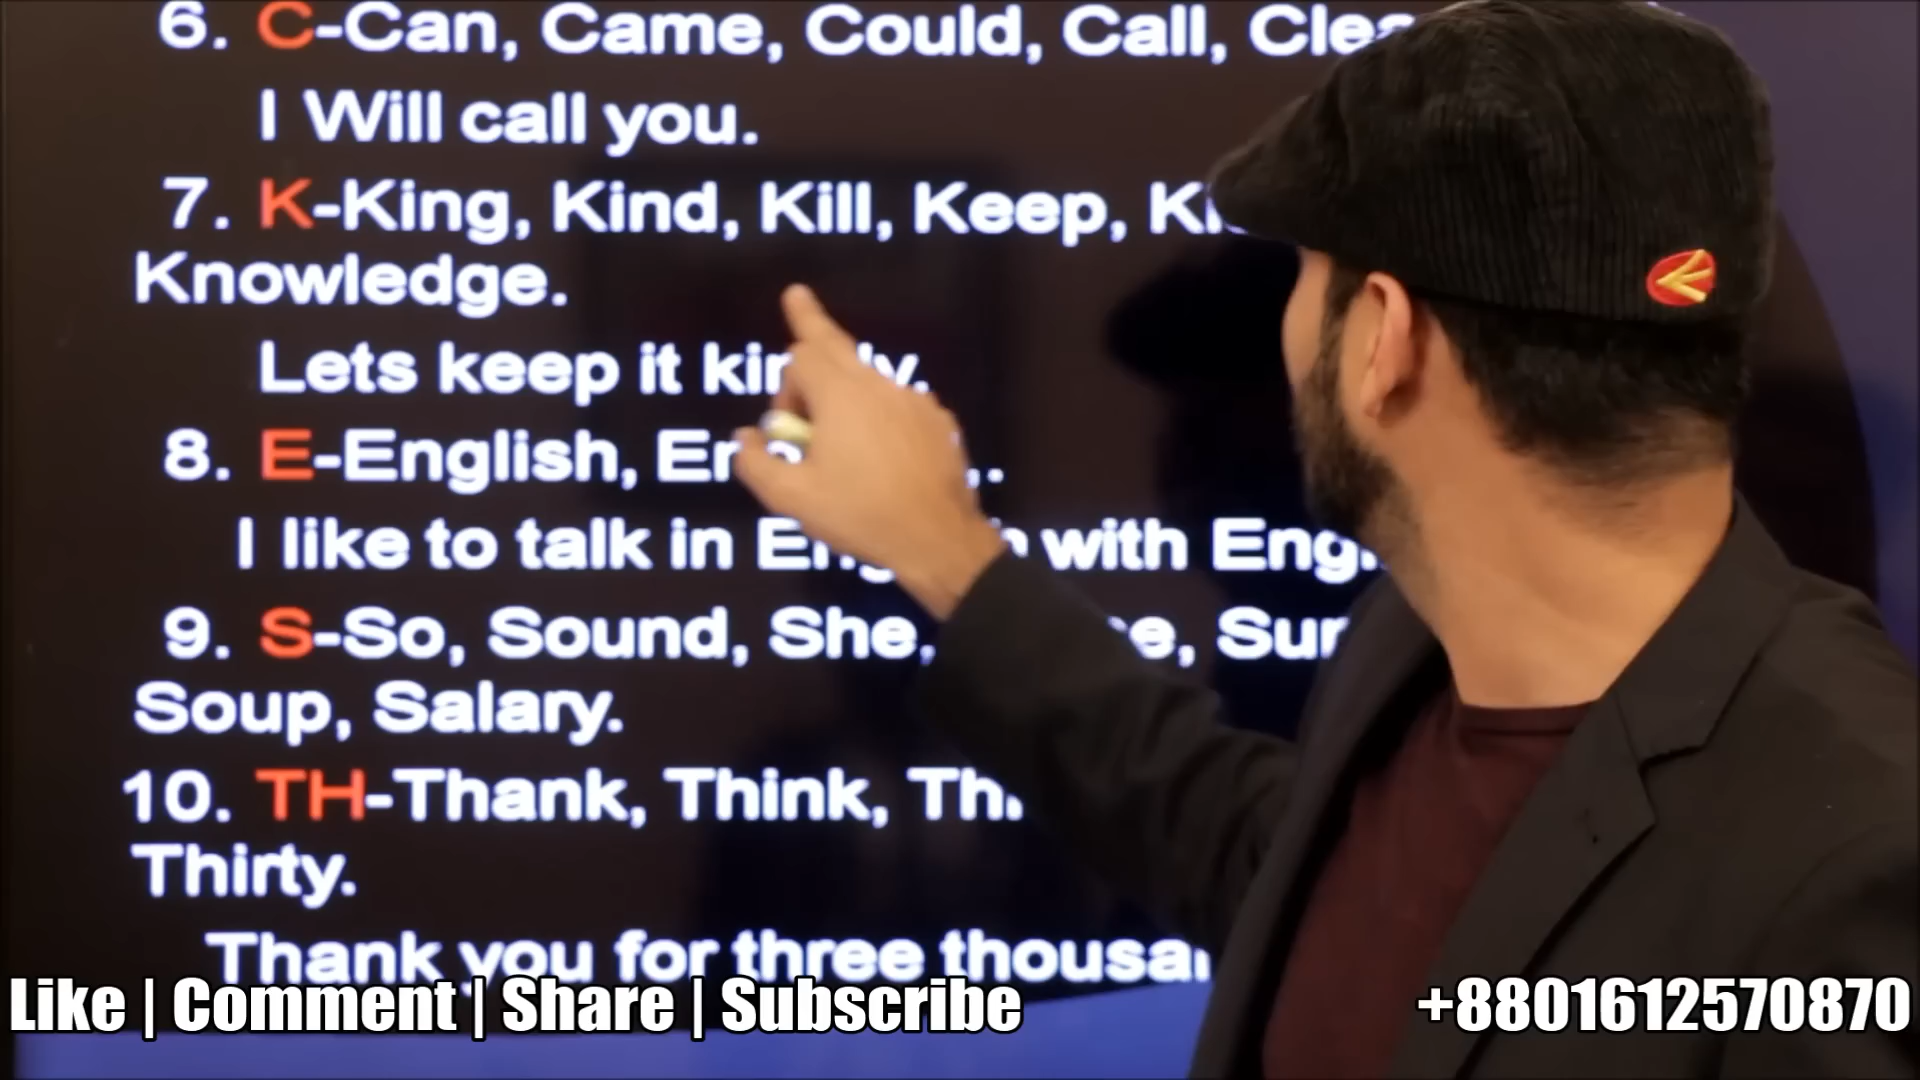 6. C-Can, Came, Could, Call,
I Will call you.
7. K-King, Kind, Kill, Keep,
Knowledge.
Lets keep it
8. E-English,
I like to talk in with
9. S-So, Sound, She,
Soup, Salary.
10. TH-Thank, Think,
Thirty.
Thank you for three
Like | Comment | Share | Subscribe
+8801612570870